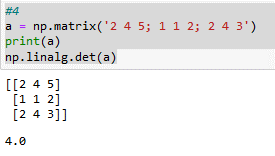 #4
a = np.matrix('2 4 5; 1 1 2; 2 4 3')
print(a)
np.linalg.det(a)
[[2 4 5]
 [1 1 2]
 [2 4 3]]
4.0